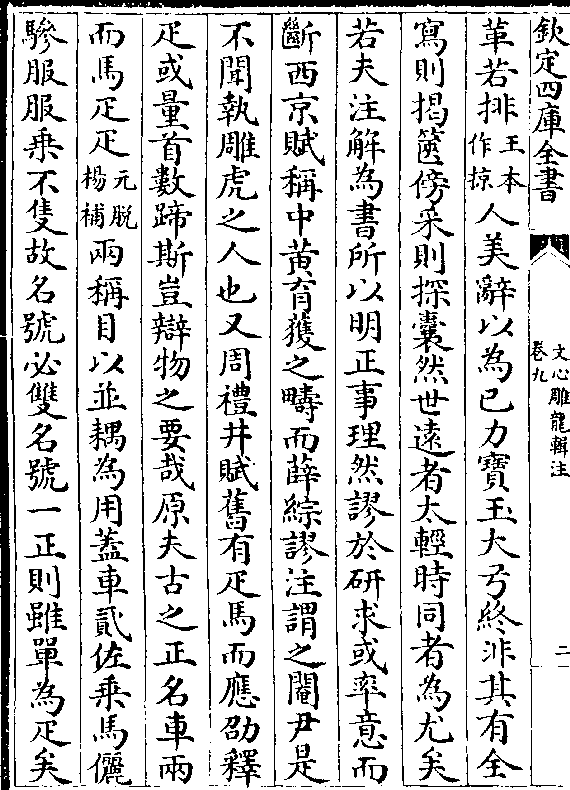 欽定四庫全書
文心雕龍輯注
卷九
二
革若排王本作掠人美辭以為己力寶玉大弓終非其有全
寫則揭篋傍采則探囊然世遠者太輕時同者為尤矣
若夫注解為書所以明正事理然謬於研求或率意而
斷西京賦稱中黃育獲之疇而薛綜謬注謂之閹尹是
不聞執雕虎之人也又周禮井賦舊有疋馬而應劭釋
疋或量首數蹄斯豈辯物之要哉原夫古之正名車兩
而馬疋疋元脱楊補兩稱目以並耦為用蓋車貳佐乗馬儷
驂服服乗不隻故名號必雙名號一正則雖單為疋矣